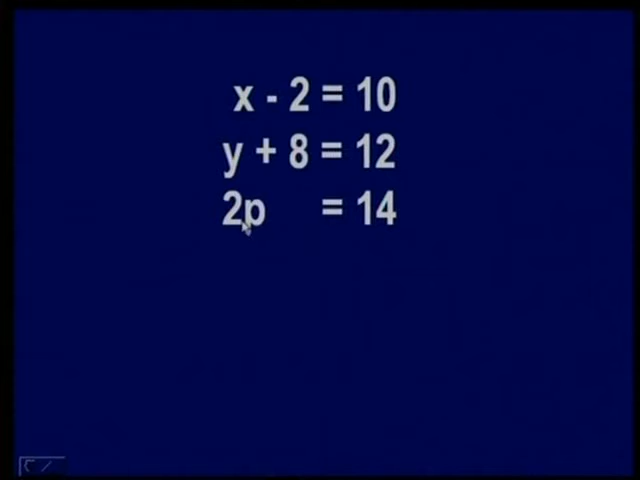 x - 2 = 10
y + 8 = 12
2p = 14